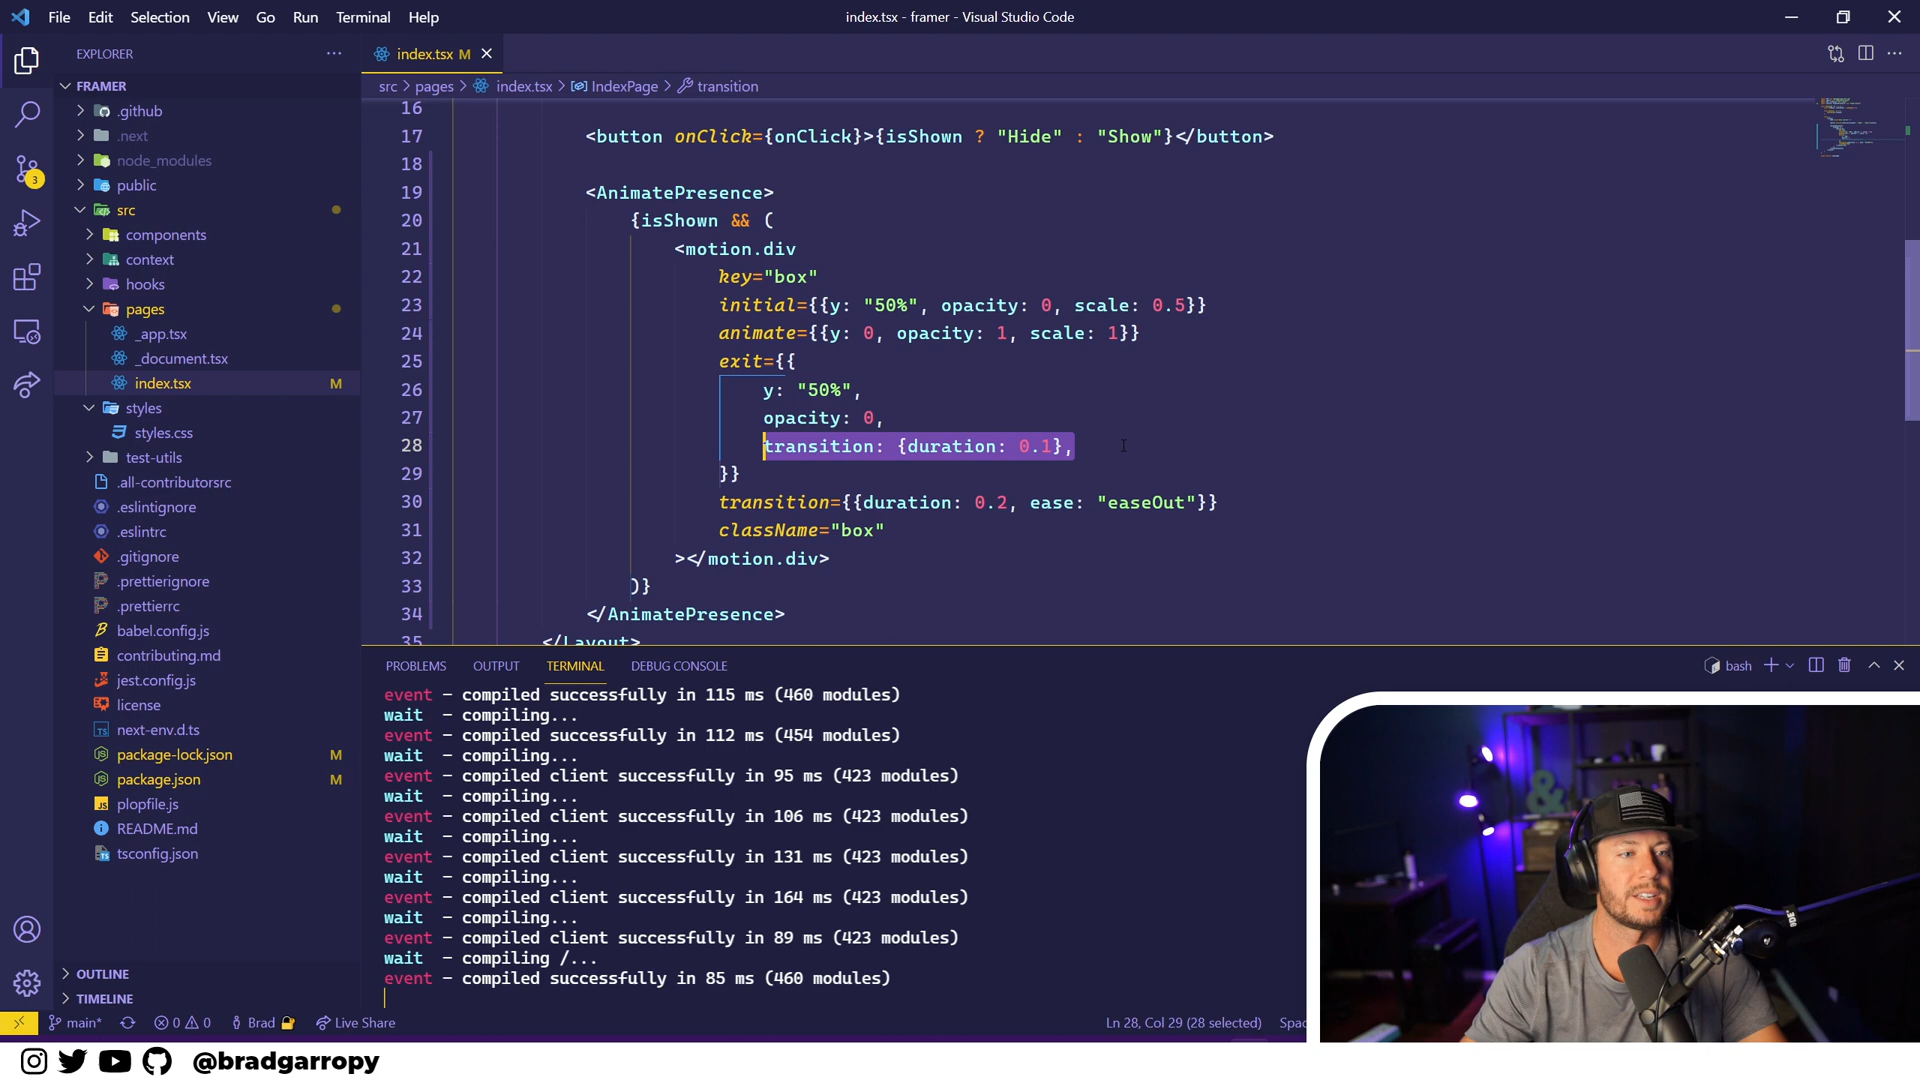 File Edit Selection View Go Run Terminal Help
index.tsx - framer - Visual Studio Code
EXPLORER
FRAMER
.github
.next
node_modules
public
src
components
context
hooks
pages
_app.tsx
_document.tsx
index.tsx M
styles
styles.css
test-utils
.all-contributorsrc
.eslintignore
.eslintrc
.gitignore
.prettierignore
.prettierrc
babel.config.js
contributing.md
jest.config.js
license
next-env.d.ts
package-lock.json M
package.json M
plopfile.js
README.md
tsconfig.json
OUTLINE
TIMELINE
3
index.tsx M
src > pages > index.tsx > IndexPage > transition
16
17 <button onClick={onClick}>{isShown ? "Hide" : "Show"}</button>
18
19 <AnimatePresence>
20 {isShown && (
21 <motion.div
22 key="box"
23 initial={{y: "50%", opacity: 0, scale: 0.5}}
24 animate={{y: 0, opacity: 1, scale: 1}}
25 exit={{
26 y: "50%",
27 opacity: 0,
28 transition: {duration: 0.1},
29 }}
30 transition={{duration: 0.2, ease: "easeOut"}}
31 className="box"
32 ></motion.div>
33 )}
34 </AnimatePresence>
35 </Layout>
PROBLEMS OUTPUT TERMINAL DEBUG CONSOLE
bash
event - compiled successfully in 115 ms (460 modules)
wait - compiling...
event - compiled successfully in 112 ms (454 modules)
wait - compiling...
event - compiled client successfully in 95 ms (423 modules)
wait - compiling...
event - compiled client successfully in 106 ms (423 modules)
wait - compiling...
event - compiled client successfully in 131 ms (423 modules)
wait - compiling...
event - compiled client successfully in 164 ms (423 modules)
wait - compiling...
event - compiled client successfully in 89 ms (423 modules)
wait - compiling /...
event - compiled successfully in 85 ms (460 modules)
main* 0 0 Brad Live Share
Ln 28, Col 29 (28 selected) Spac
@bradgarropy